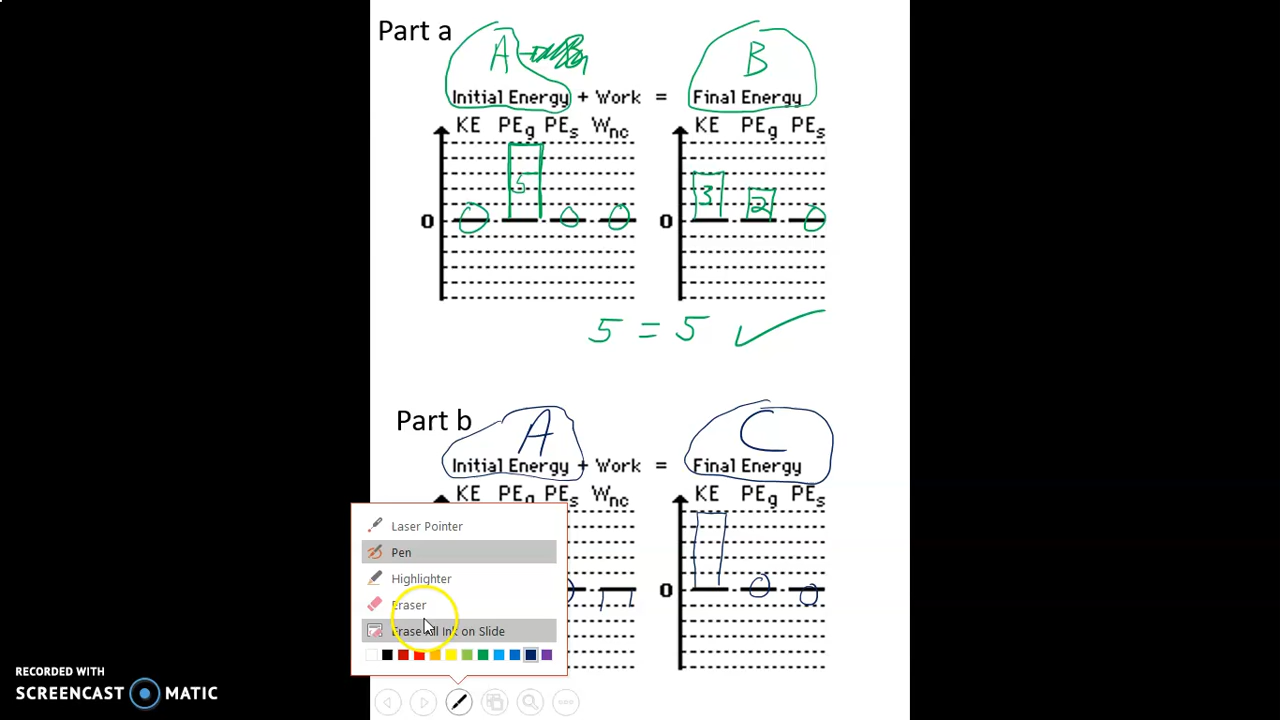 Part a
A
B
Initial Energy + Work = Final Energy
KE PEg PEs Wnc KE PEg PEs
5
3
2
0 0 0 0 0 0
5 = 5 ✓
Part b
A
C
Initial Energy + Work = Final Energy
KE PEg PEs Wnc KE PEg PEs
Laser Pointer
Pen
Highlighter
Eraser
Erase All Ink on Slide
0 0 0
RECORDED WITH
SCREENCAST MATIC